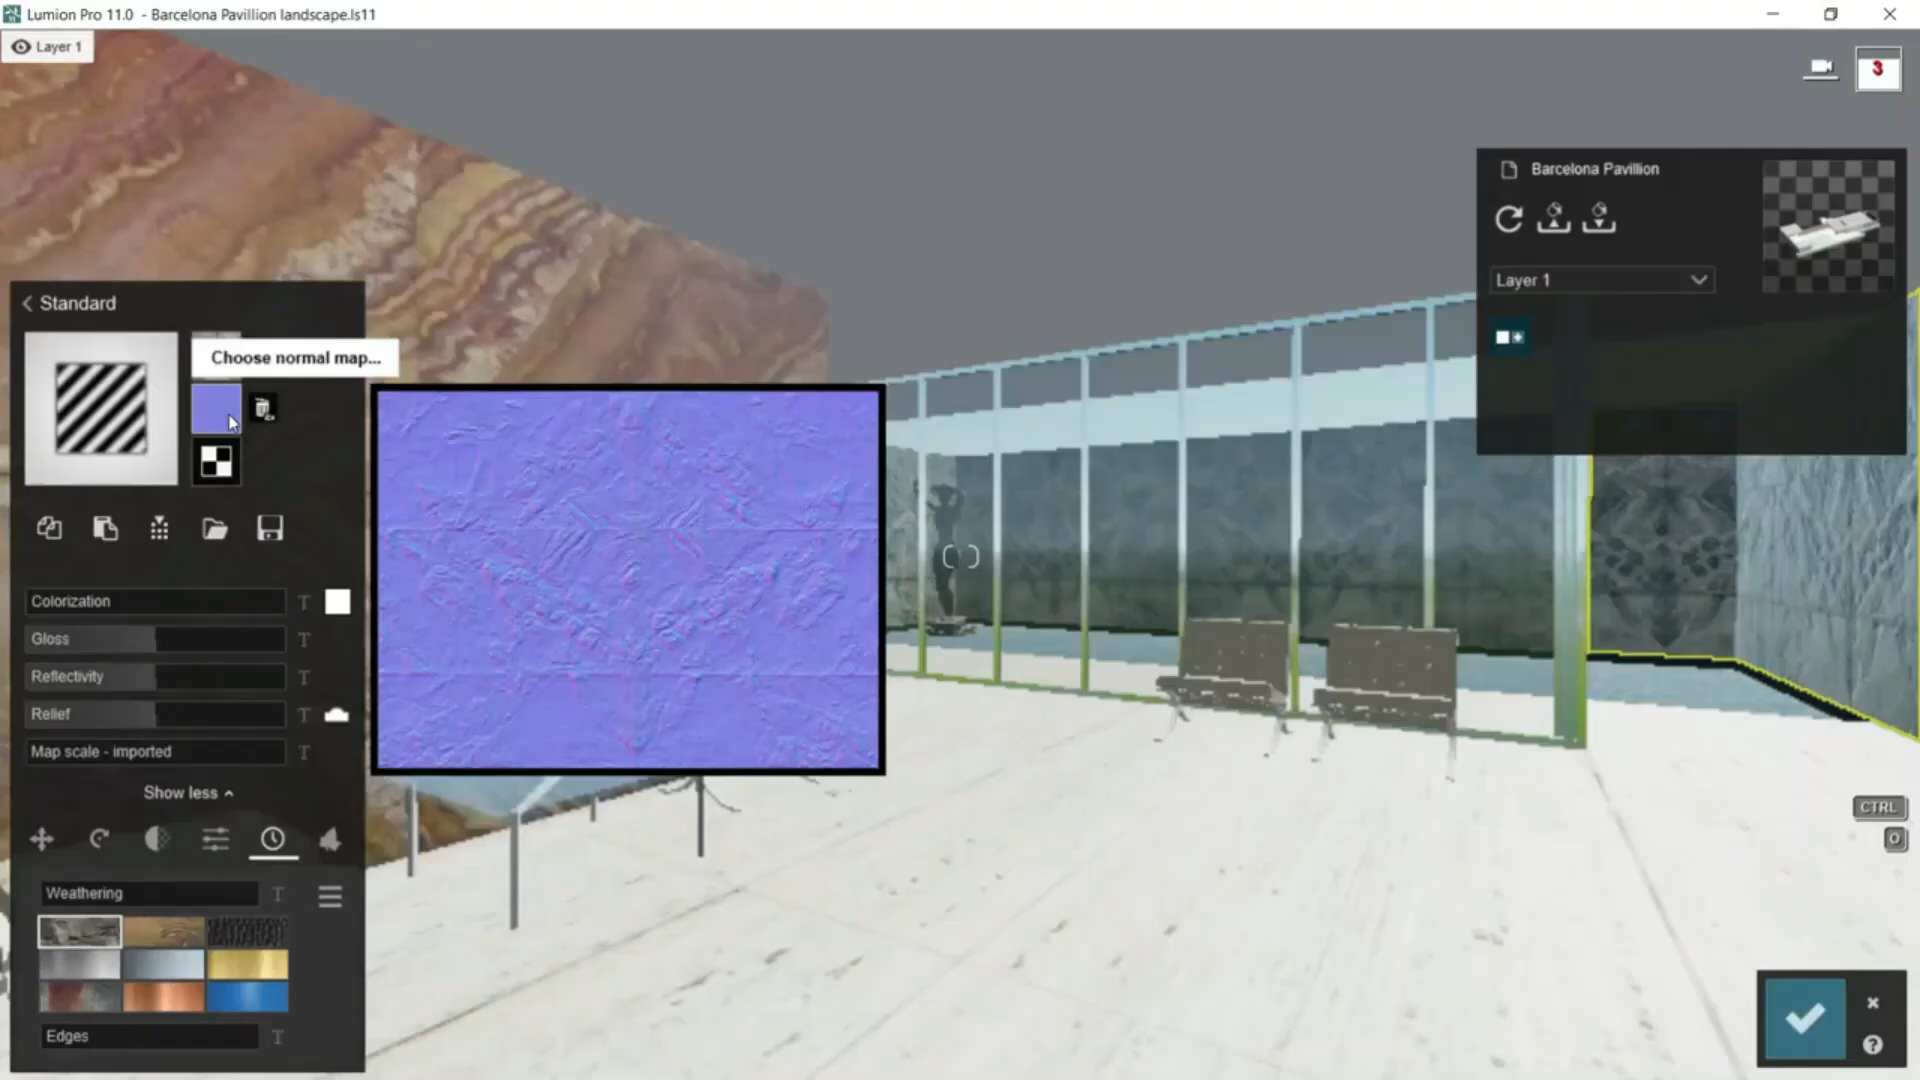 Lumion Pro 11.0 - Barcelona Pavillion landscape.ls11
Layer 1
3
Barcelona Pavillion
Layer 1
Standard
Choose normal map...
Colorization T
Gloss T
Reflectivity T
Relief T
Map scale - imported T
Show less
Weathering T
Edges T
CTRL
O
?